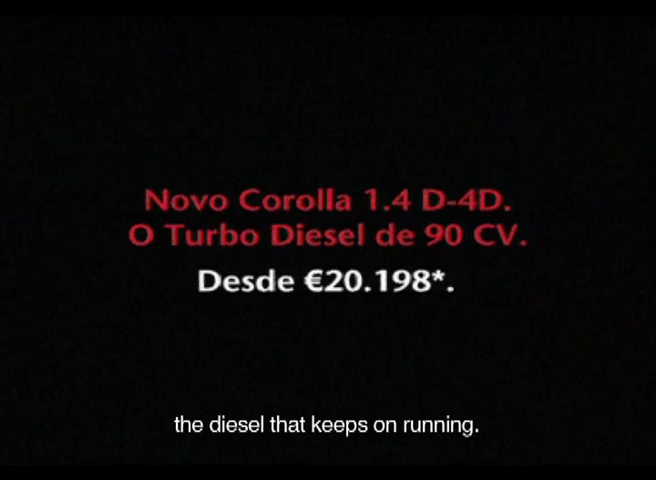 Novo Corolla 1.4 D-4D.
O Turbo Diesel de 90 CV.
Desde €20.198*.
the diesel that keeps on running.